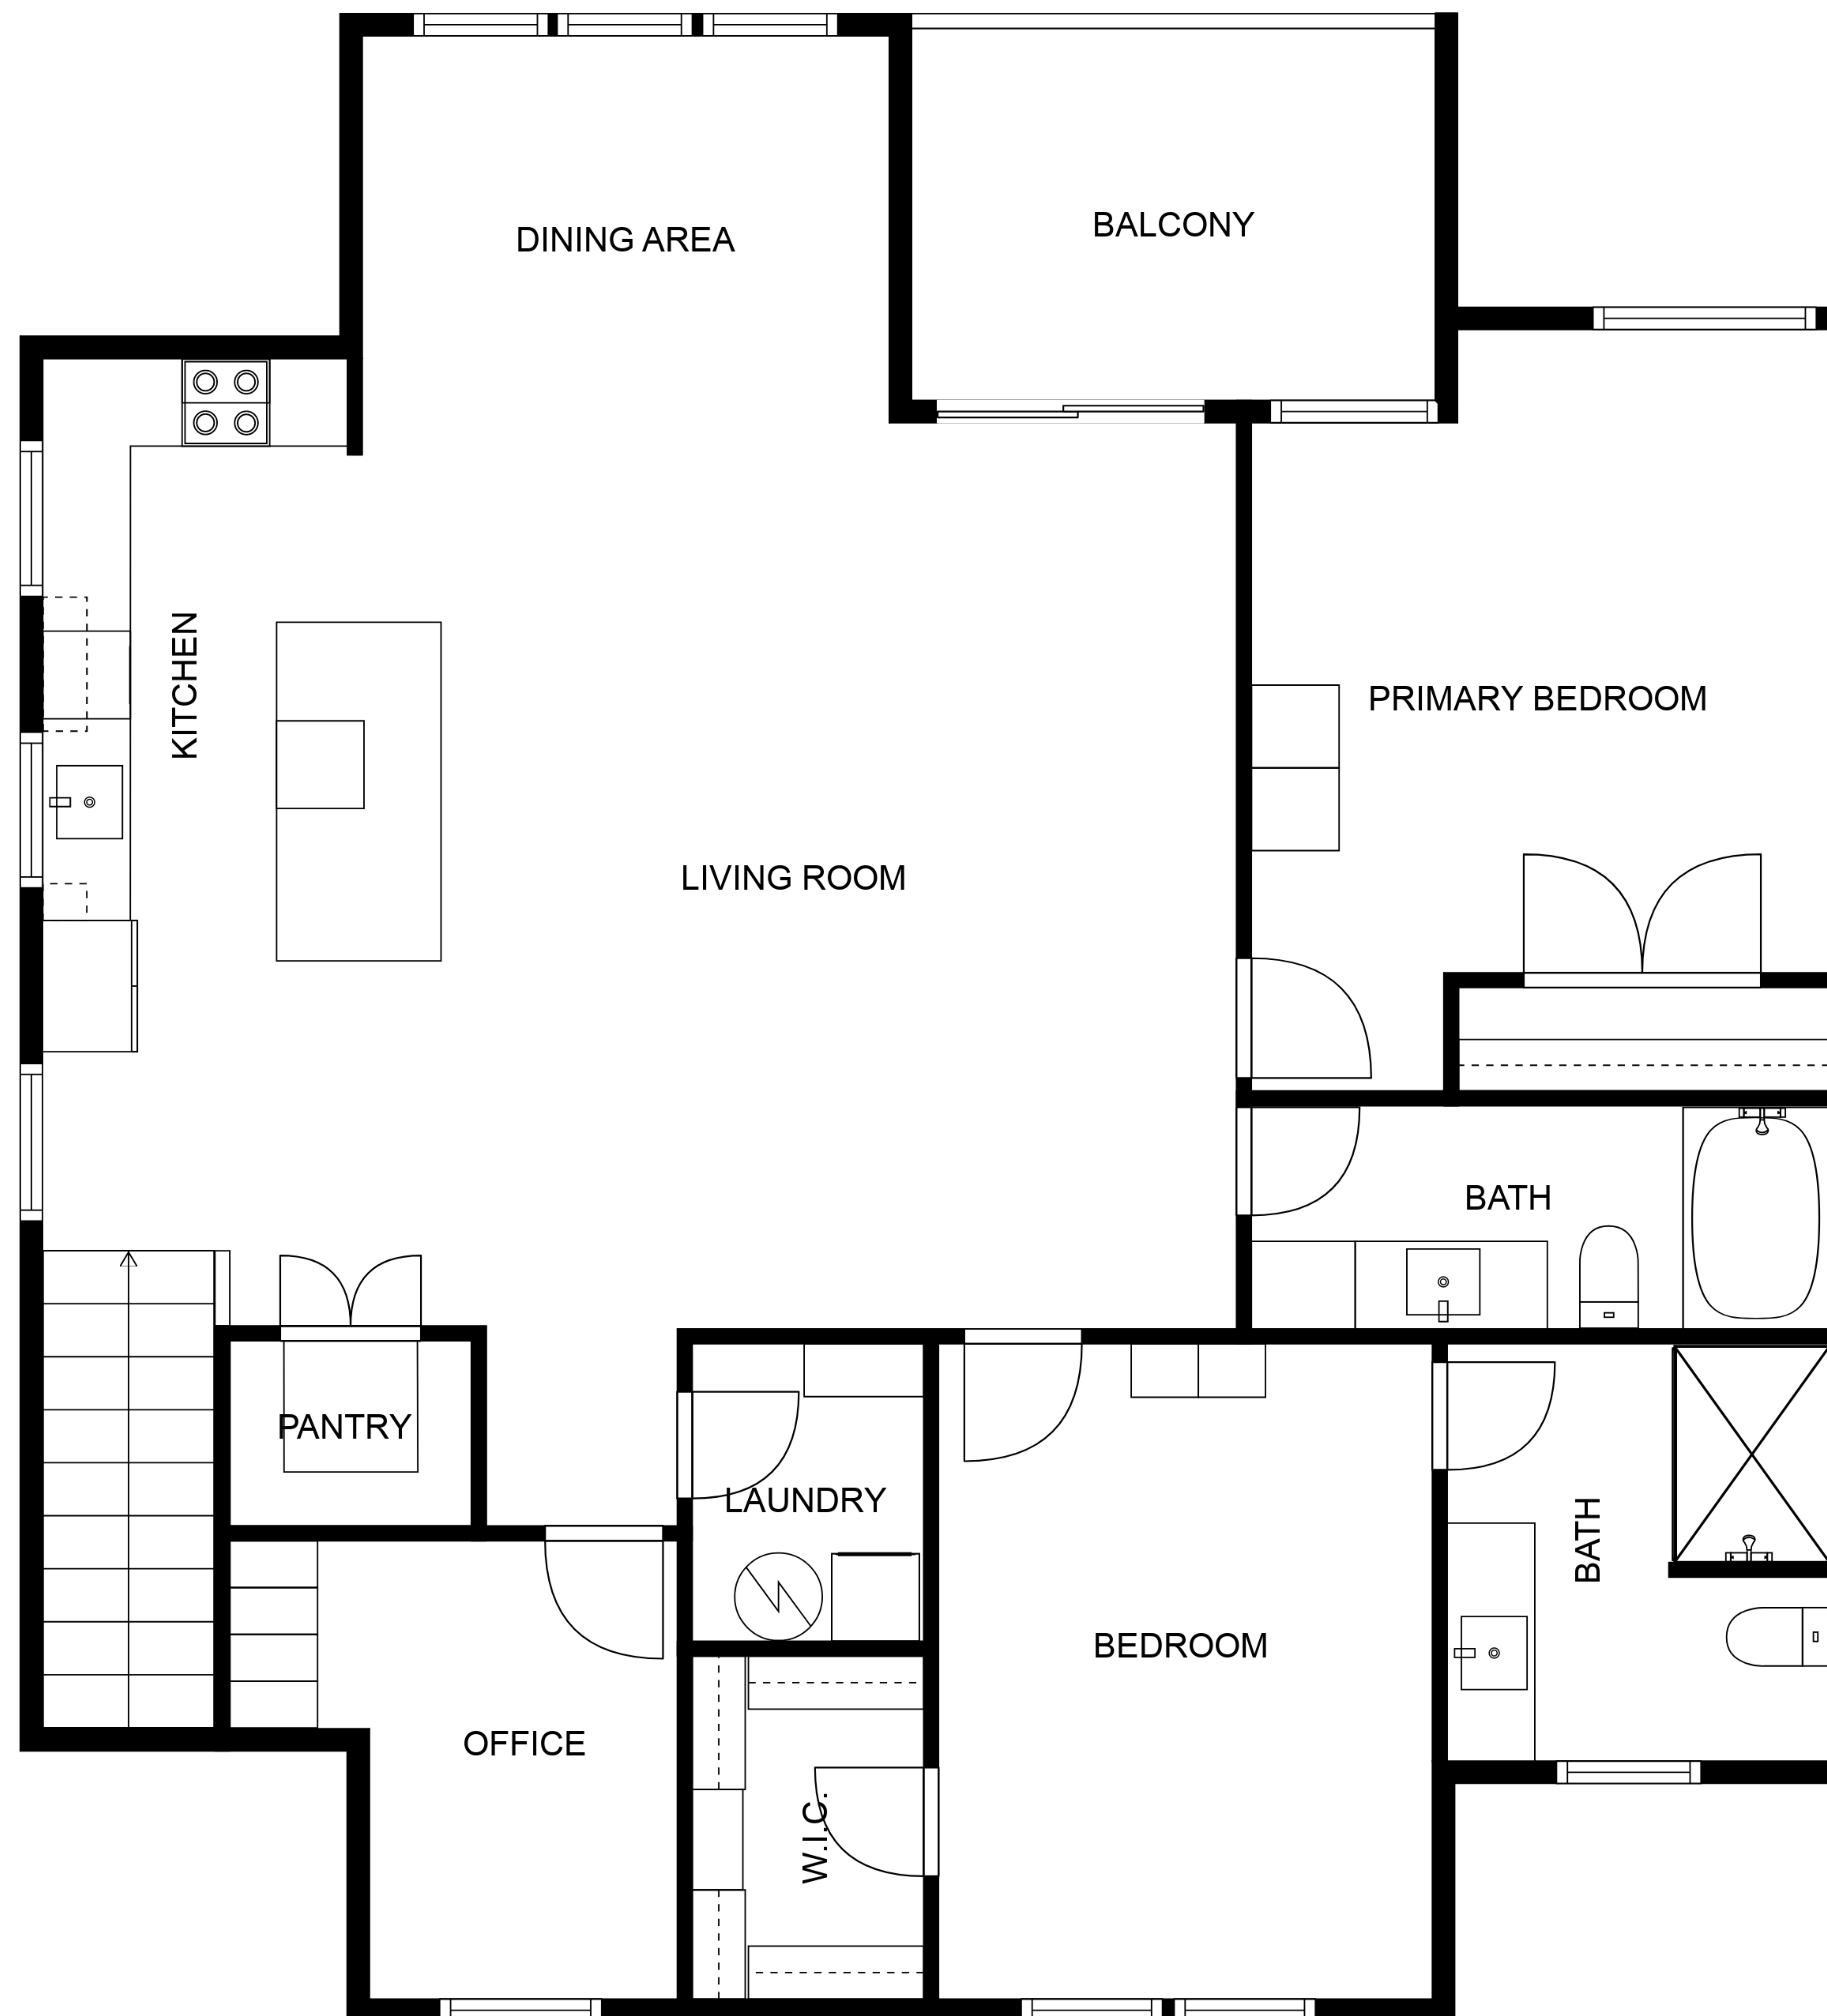 BALCONY
DINING AREA
KITCHEN
PRIMARY BEDROOM
LIVING ROOM
BATH
PANTRY
LAUNDRY
BATH
BEDROOM
OFFICE
W.I.C.